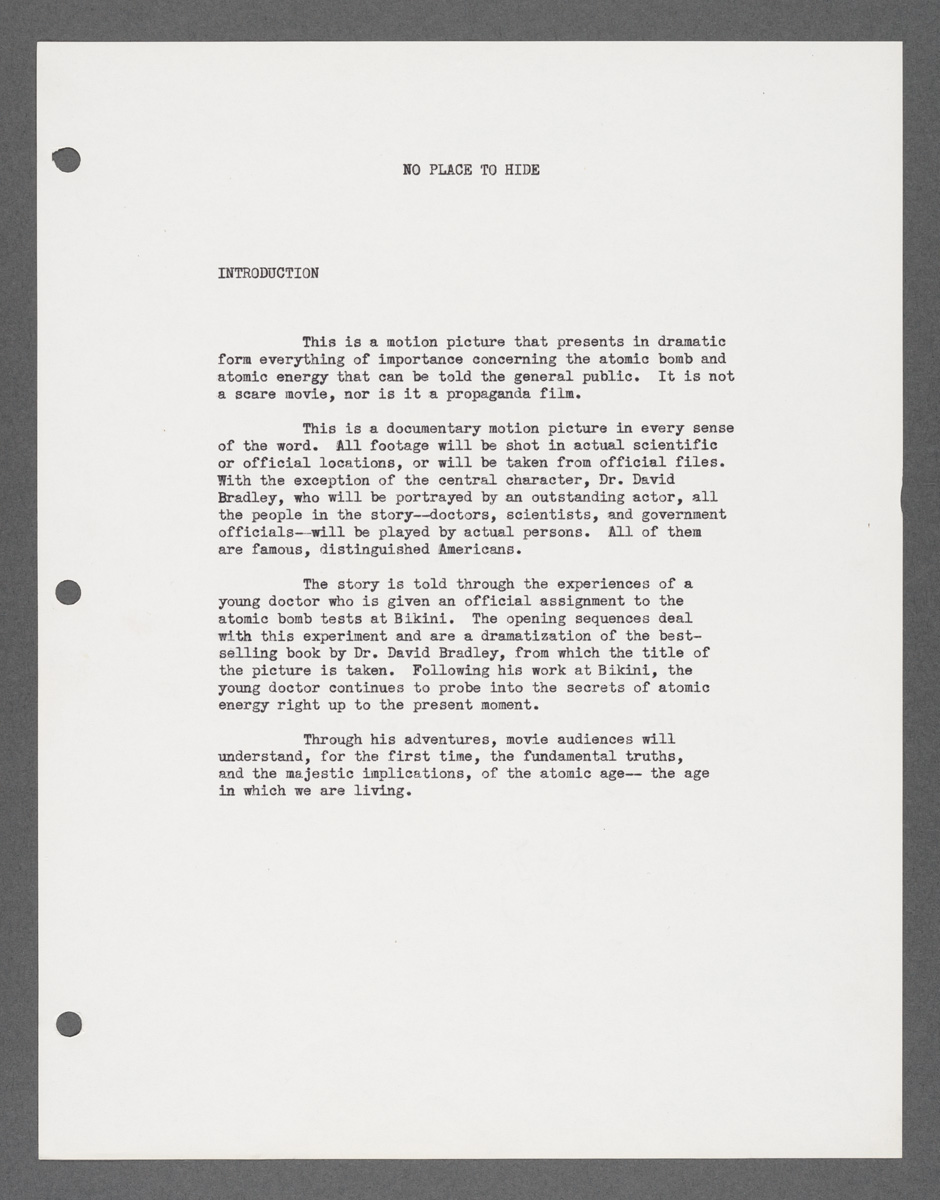 NO PLACE TO HIDE
INTRODUCTION
This is a motion picture that presents in dramatic
form everything of importance concerning the atomic bomb and
atomic energy that can be told the general public. It is not
a scare movie, nor is it a propaganda film.
This is a documentary motion picture in every sense
of the word. All footage will be shot in actual scientific
or official locations, or will be taken from official files.
With the exception of the central character, Dr. David
Bradley, who will be portrayed by an outstanding actor, all
the people in the story--doctors, scientists, and government
officials--will be played by actual persons. All of them
are famous, distinguished Americans.
The story is told through the experiences of a
young doctor who is given an official assignment to the
atomic bomb tests at Bikini. The opening sequences deal
with this experiment and are a dramatization of the best-
selling book by Dr. David Bradley, from which the title of
the picture is taken. Following his work at Bikini, the
young doctor continues to probe into the secrets of atomic
energy right up to the present moment.
Through his adventures, movie audiences will
understand, for the first time, the fundamental truths,
and the majestic implications, of the atomic age-- the age
in which we are living.